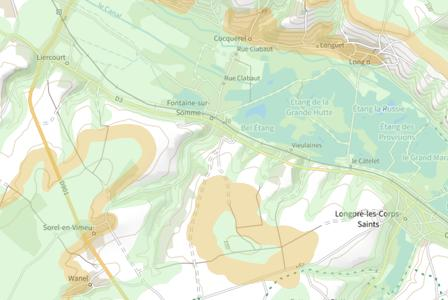 le Canal
Cocquerel
Rue Clabaut
Longuet
Long
Liercourt
Rue Clabaut
D3
Fontaine-sur-
Somme
Étang de la
Grande Hutte
Étang la Russie
Étang des
Provisions
Bel Étang
Vieulaines
le Catelet
le Grand Mar
D901
Longpré-les-Corps-
Saints
Sorel-en-Vimeu
Wanel